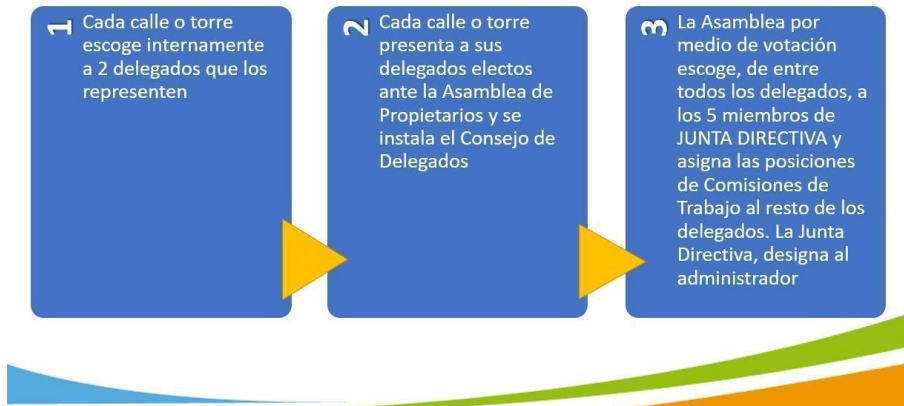 1
Cada calle o torre
escoge internamente
a 2 delegados que los
representen
2
Cada calle o torre
presenta a sus
delegados electos
ante la Asamblea de
Propietarios y se
instala el Consejo de
Delegados
3
La Asamblea por
medio de votación
escoge, de entre
todos los delegados, a
los 5 miembros de
JUNTA DIRECTIVA y
asigna las posiciones
de Comisiones de
Trabajo al resto de los
delegados. La Junta
Directiva, designa al
administrador